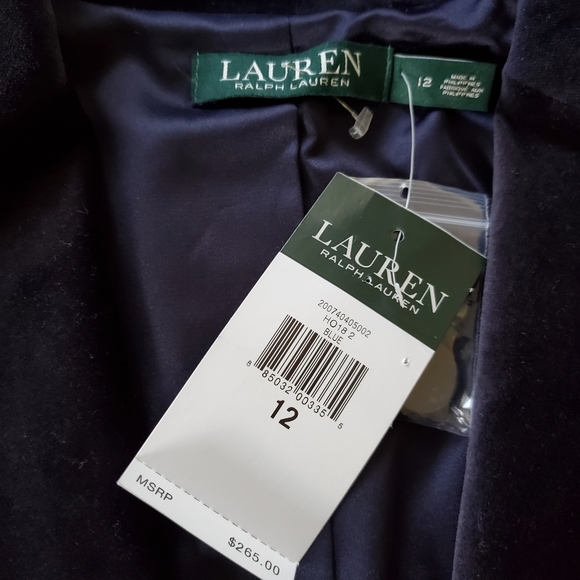 LAUREN
RALPH LAUREN
12
MADE IN
PHILIPPINES
FABRIQUE AUX
PHILIPPINES
LAUREN
RALPH LAUREN
200740405002
HO18 2
BLUE
8 85032 00335 5
12
MSRP
$265.00